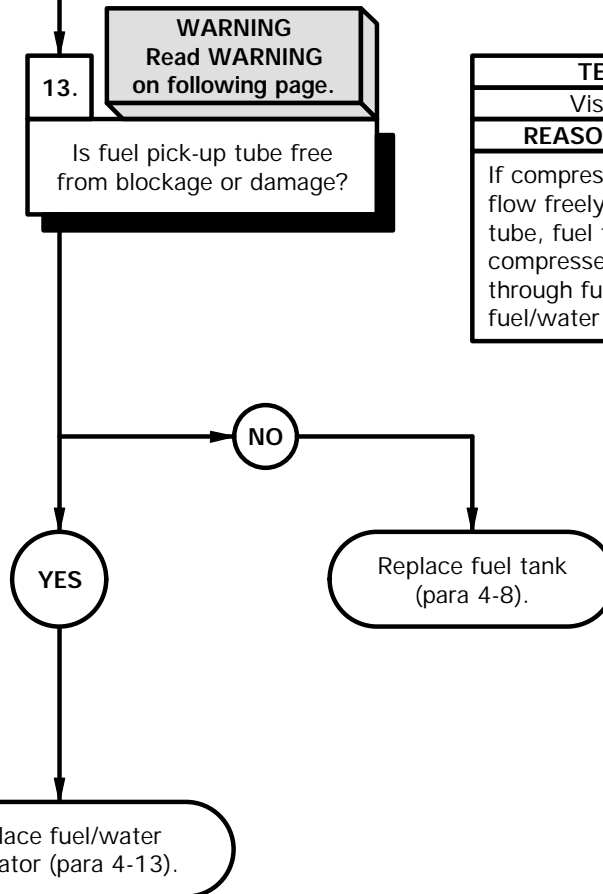 WARNING
Read WARNING
on following page.
13.
Is fuel pick-up tube free
from blockage or damage?
Vis
REASO
If compres
flow freely
tube, fuel
compresse
through fu
fuel/water
NO
YES
Replace fuel tank
(para 4-8).
lace fuel/water
ator (para 4-13).